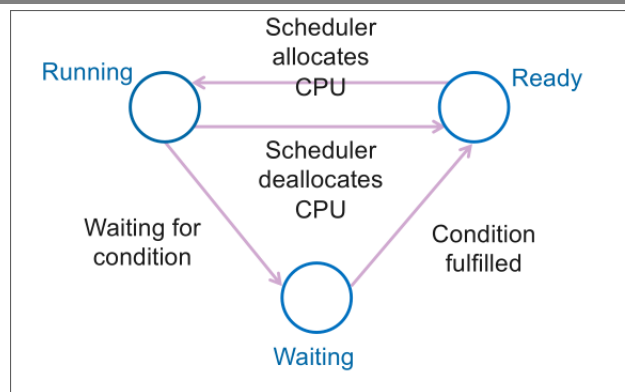 Scheduler
allocates
CPU
Running
Ready
Scheduler
deallocates
CPU
Waiting for
condition
Condition
fulfilled
Waiting